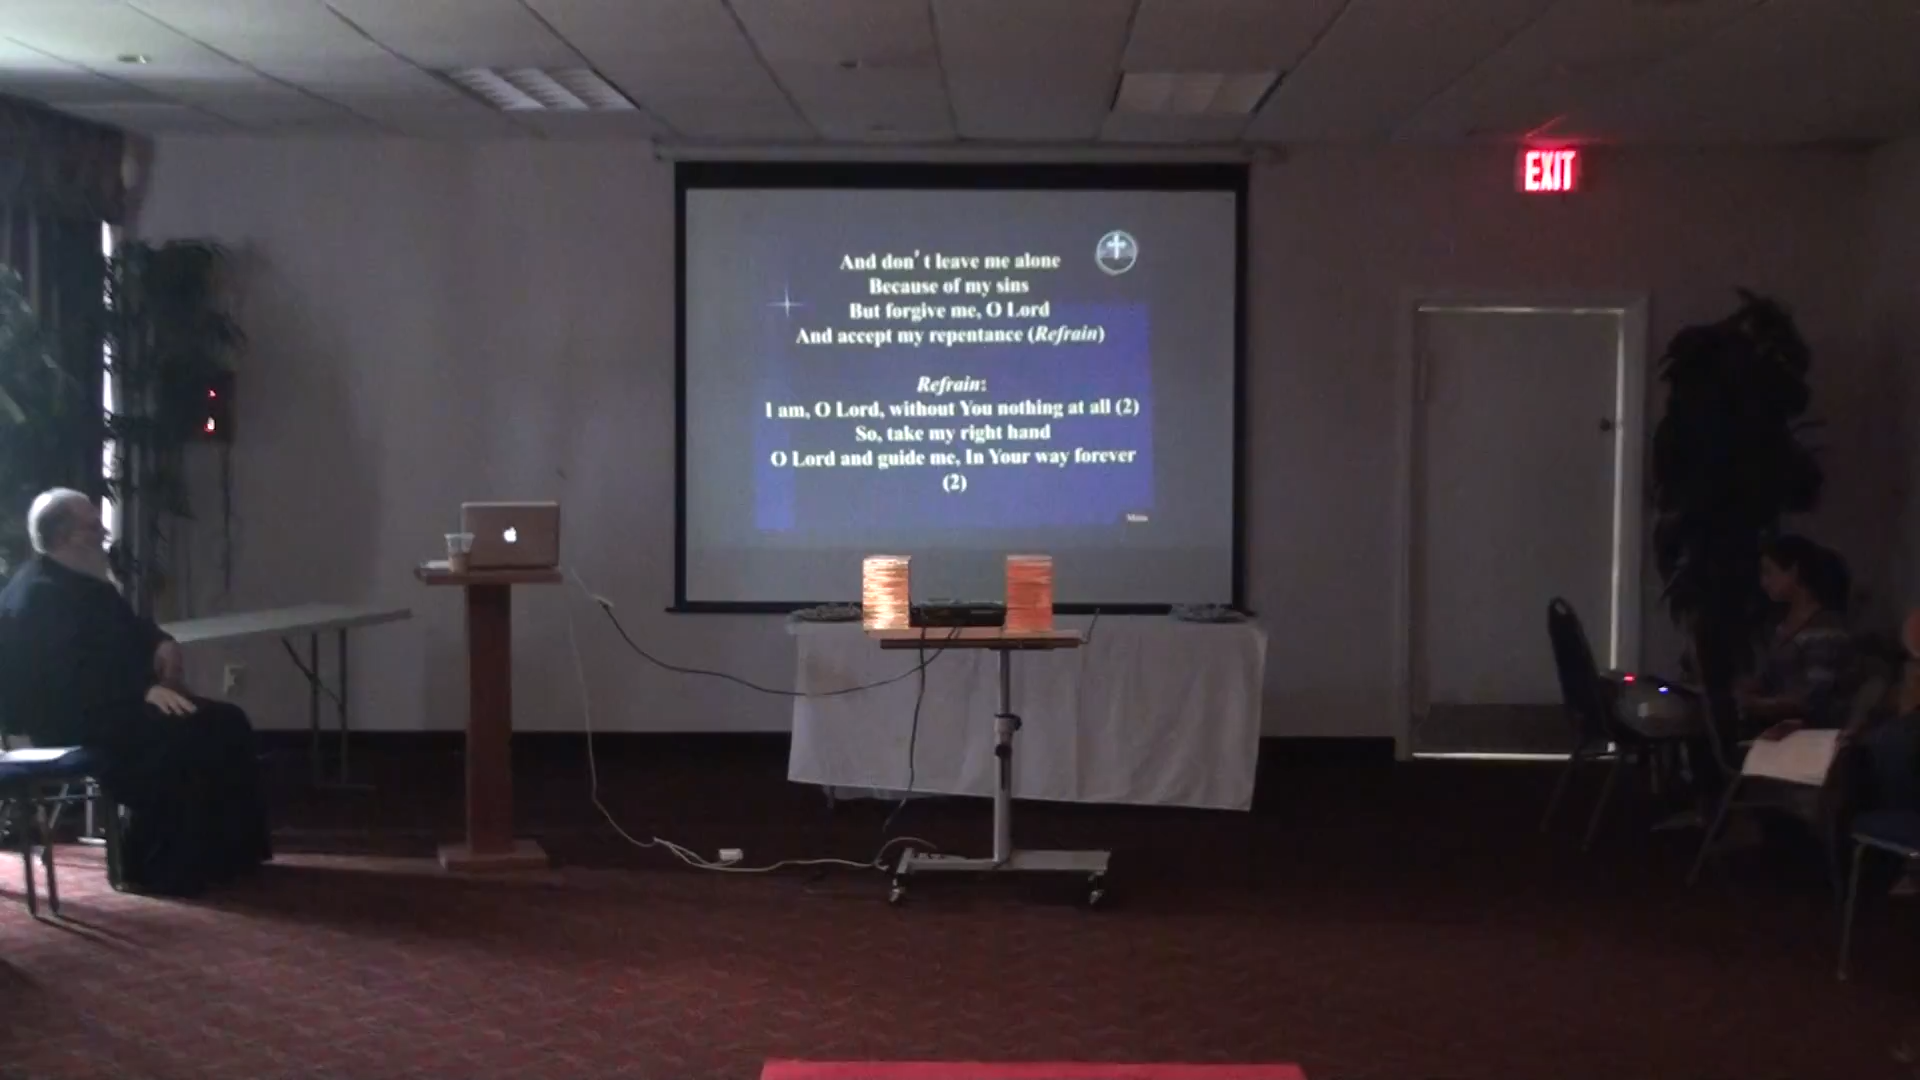 And don't leave me alone
Because of my sins
But forgive me, O Lord
And accept my repentance (Refrain)
Refrain:
I am, O Lord, without You nothing at all (2)
So, take my right hand
O Lord and guide me, In Your way forever
(2)
Menu
EXIT